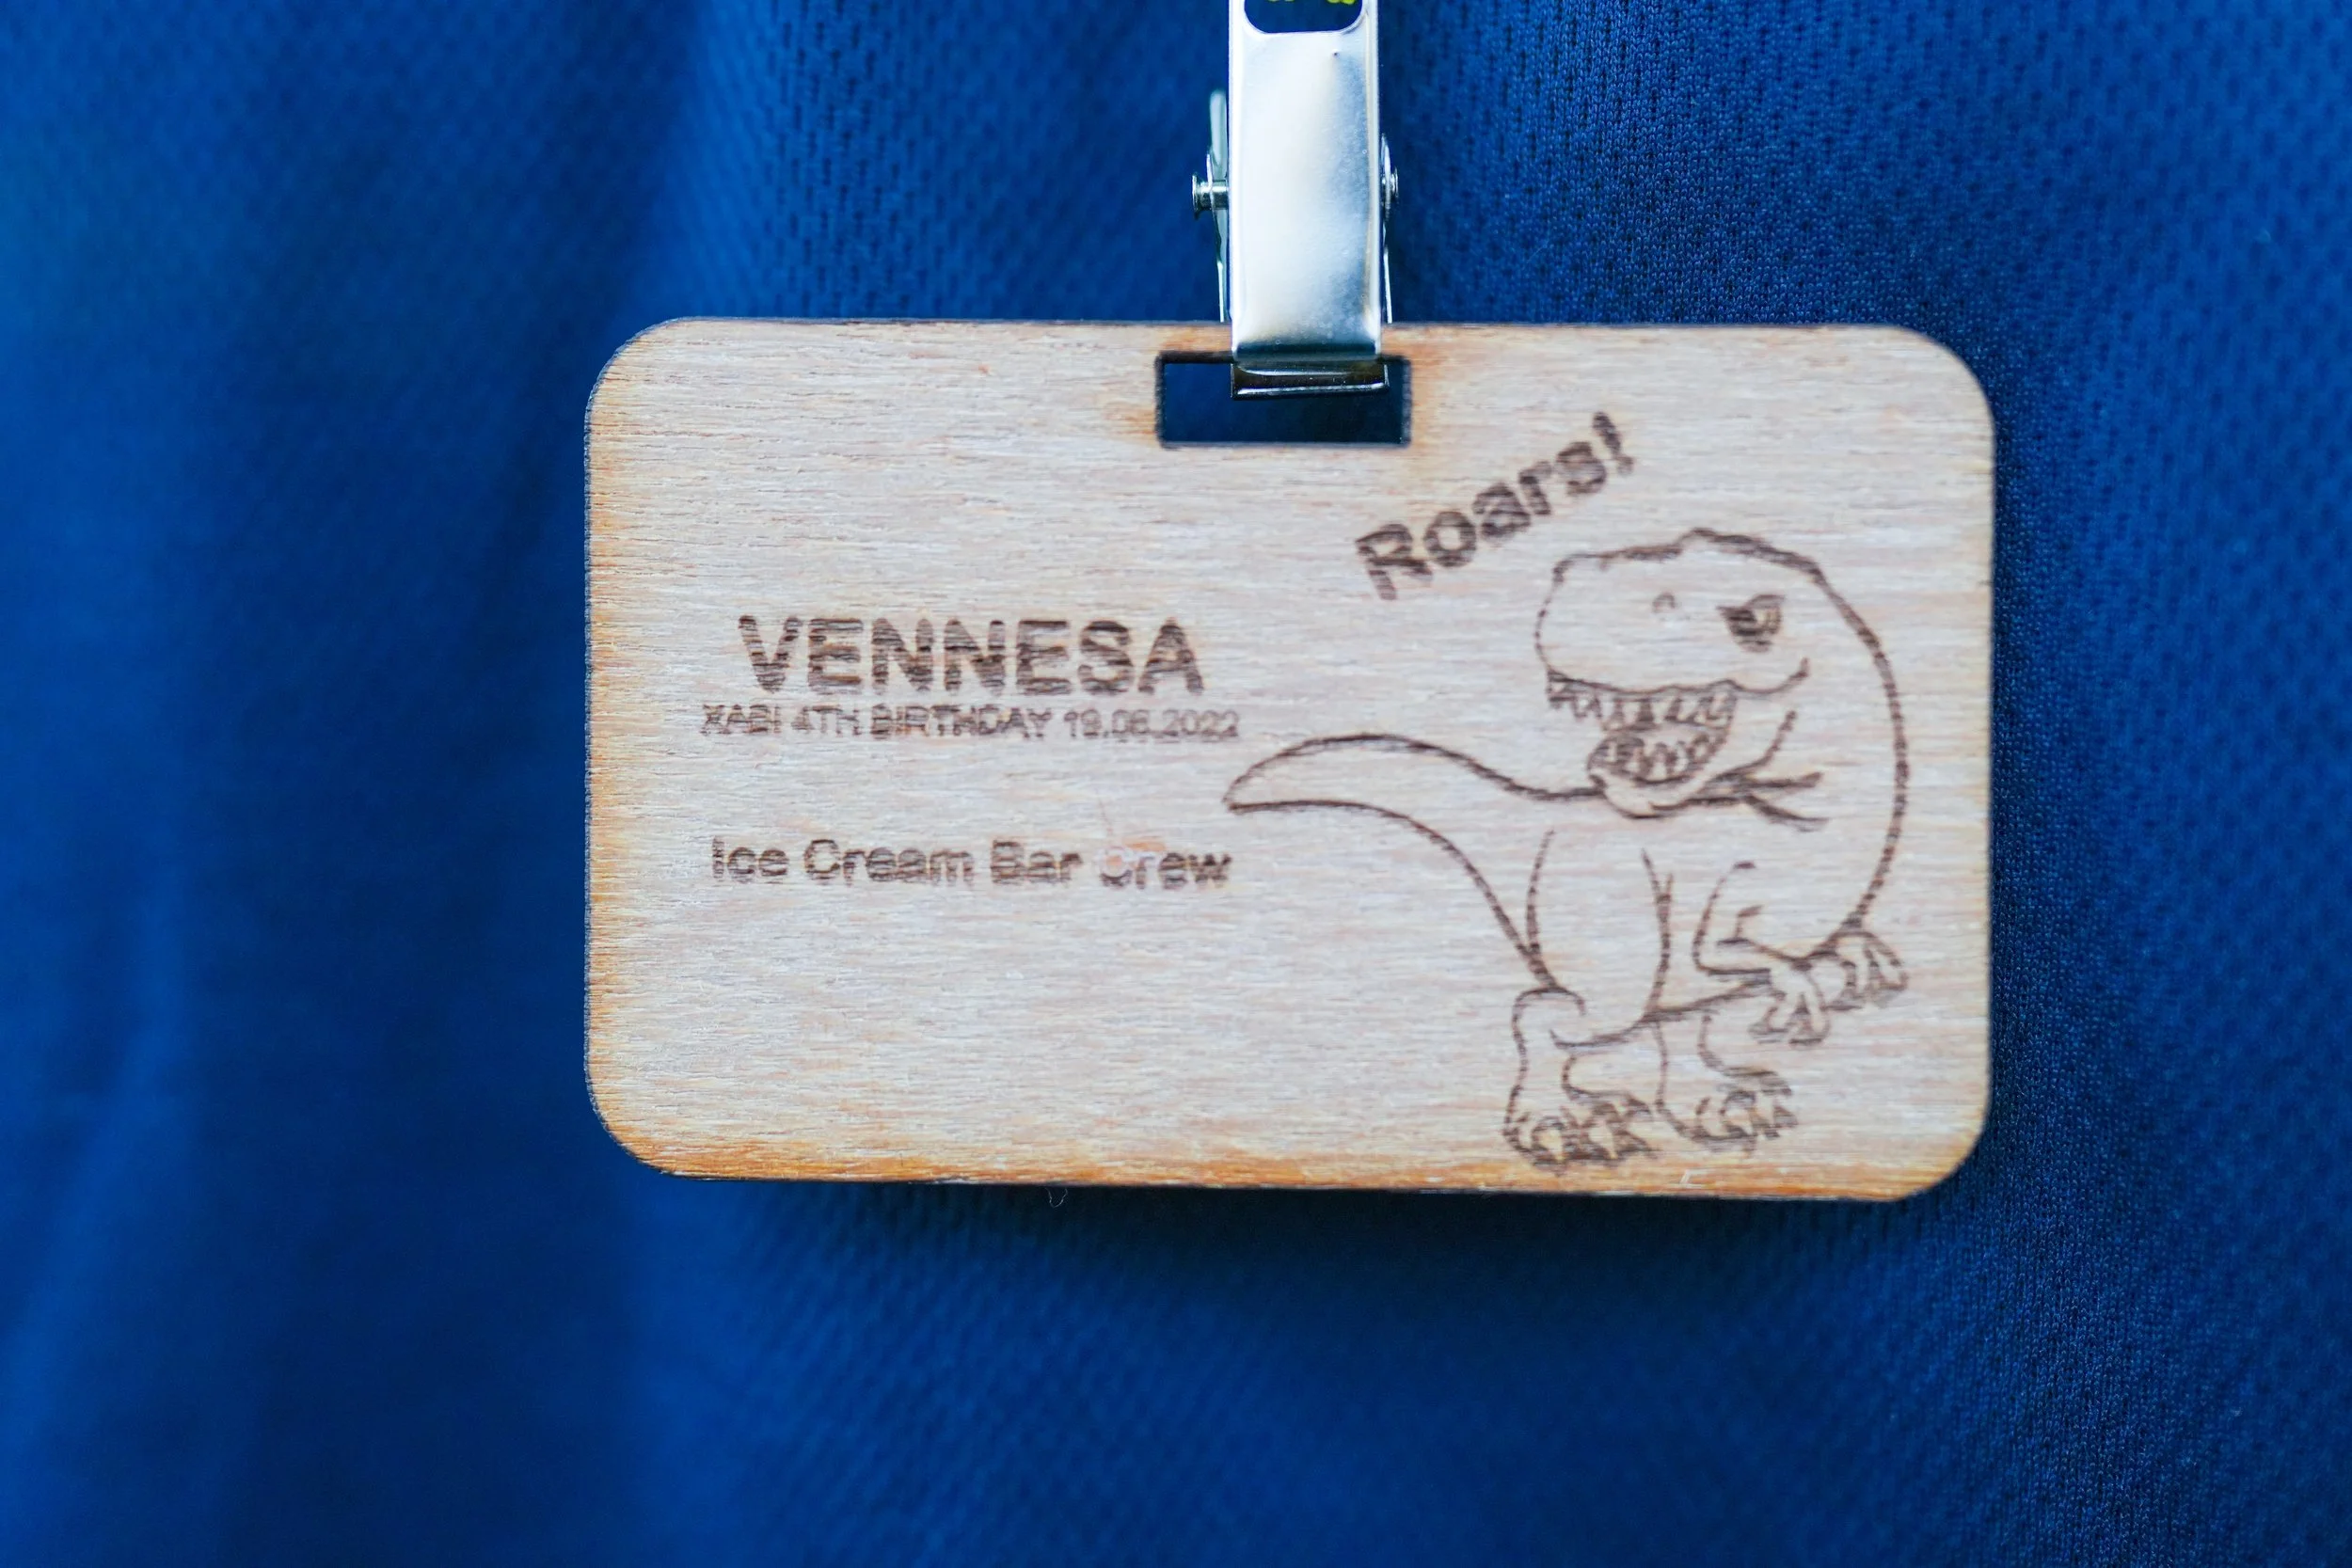 Roars!
VENNESA
XABI 4TH BIRTHDAY 19.06.2022
Ice Cream Bar Crew